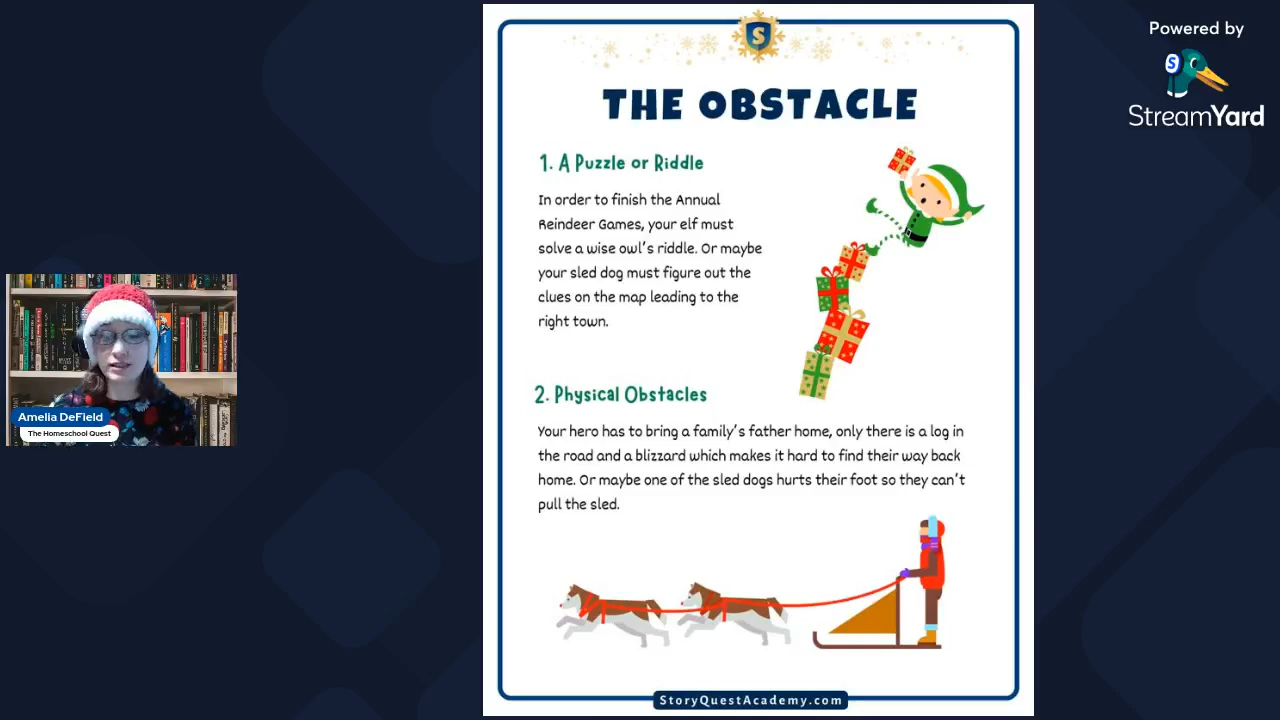 Powered by
StreamYard
S
S
THE OBSTACLE
1. A Puzzle or Riddle
In order to finish the Annual
Reindeer Games, your elf must
solve a wise owl's riddle. Or maybe
your sled dog must figure out the
clues on the map leading to the
right town.
2. Physical Obstacles
Your hero has to bring a family's father home, only there is a log in
the road and a blizzard which makes it hard to find their way back
home. Or maybe one of the sled dogs hurts their foot so they can't
pull the sled.
StoryQuestAcademy.com
Amelia DeField
The Homeschool Quest